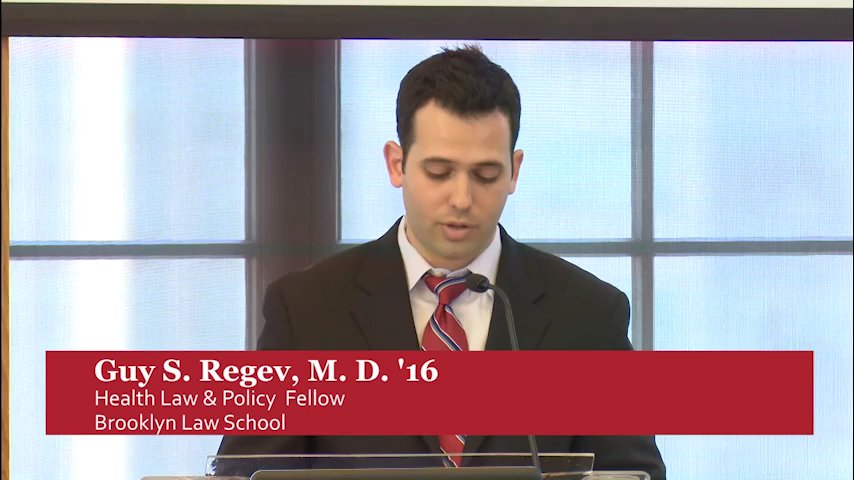 Guy S. Regev, M. D. '16
Health Law & Policy Fellow
Brooklyn Law School